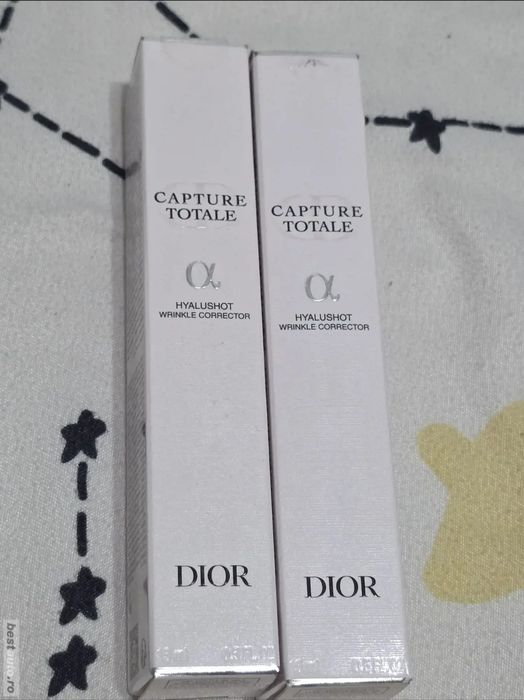 CAPTURE
TOTALE
α
HYALUSHOT
WRINKLE CORRECTOR
DIOR
CAPTURE
TOTALE
α
HYALUSHOT
WRINKLE CORRECTOR
DIOR